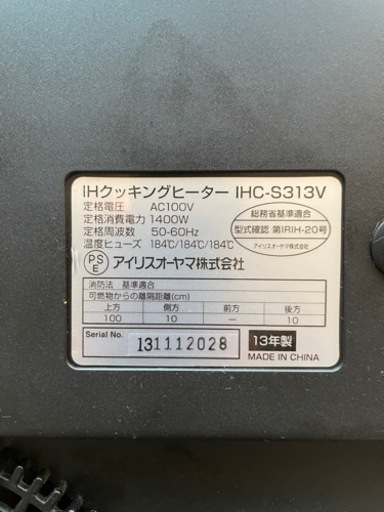 IHクッキングヒーター IHC-S313V
定格電圧 AC100V
定格消費電力 1400W
定格周波数 50-60Hz
温度ヒューズ 184℃/184℃/184℃
総務省基準適合
型式確認 第IRIH-20号
アイリスオーヤマ株式会社
PS
E
アイリスオーヤマ株式会社
消防法 基準適合
可燃物からの離隔距離(cm)
上方 側方 前方 後方
100 10 ー 10
Serial No. 131112028
13年製
MADE IN CHINA